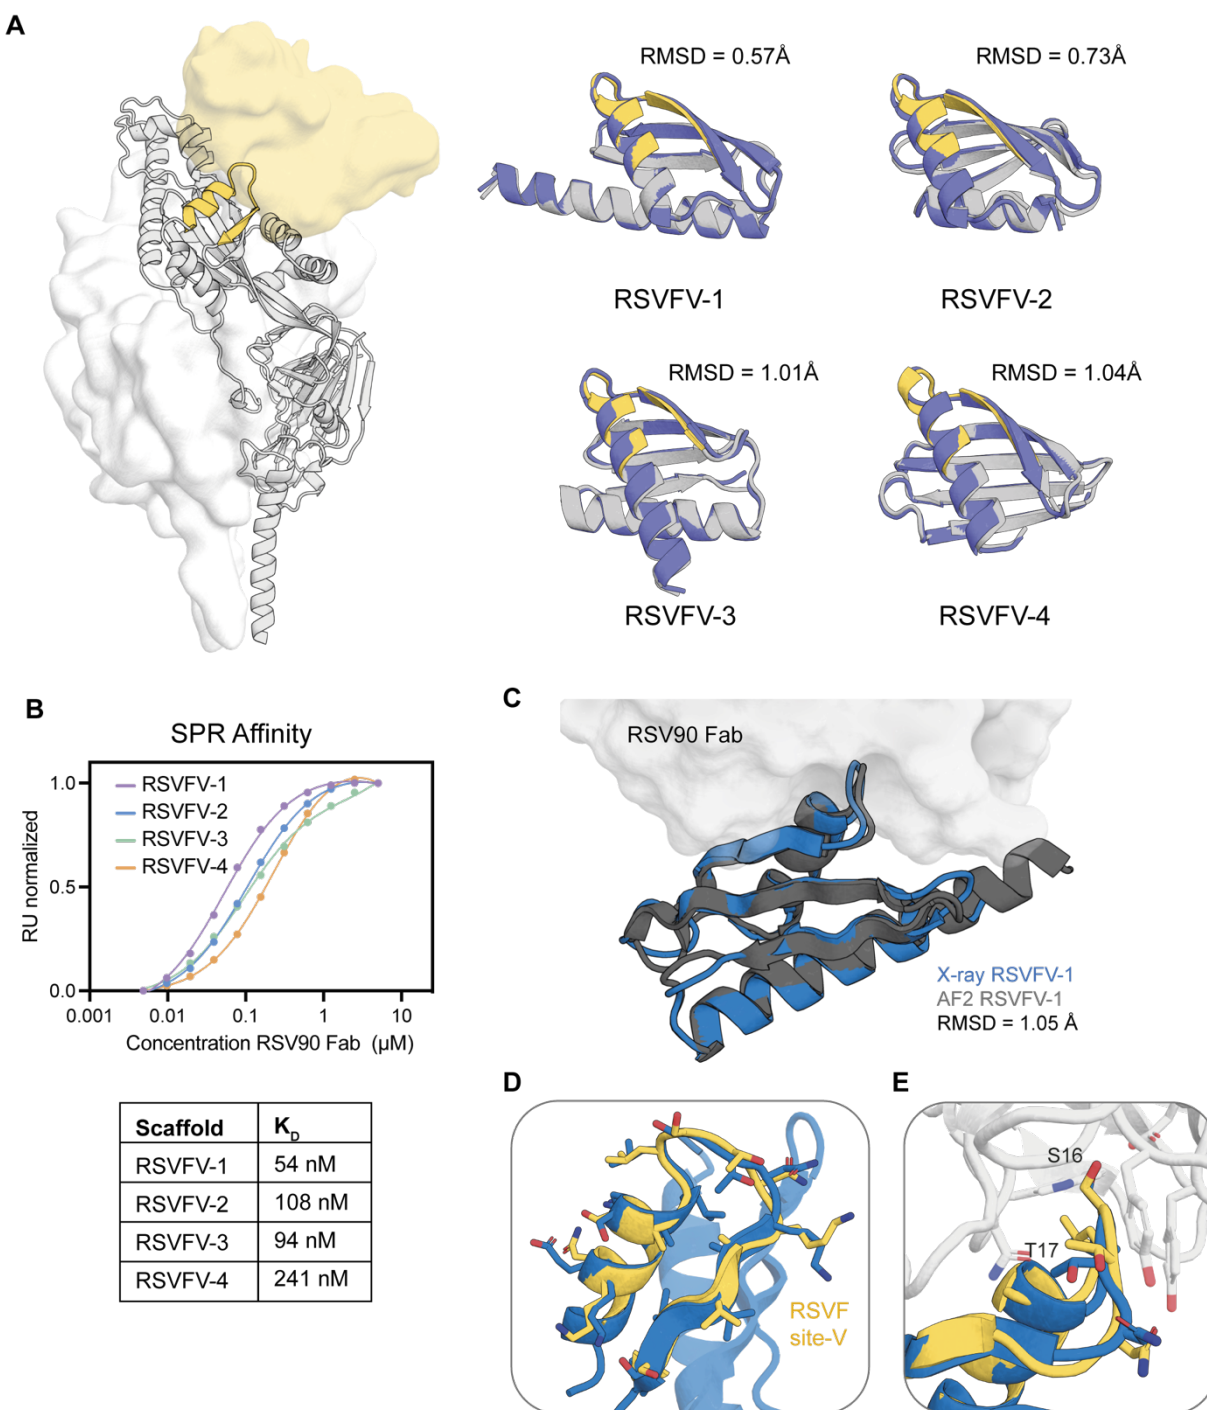 A
RMSD = 0.57Å
RMSD = 0.73Å
RSVFV-1
RSVFV-2
RMSD = 1.01Å
RMSD = 1.04Å
RSVFV-3
RSVFV-4
B
SPR Affinity
RU normalized
1.0
0.5
0.0
RSVFV-1
RSVFV-2
RSVFV-3
RSVFV-4
0.001 0.01 0.1 1 10
Concentration RSV90 Fab (µM)
Scaffold K_D
RSVFV-1 54 nM
RSVFV-2 108 nM
RSVFV-3 94 nM
RSVFV-4 241 nM
C
RSV90 Fab
X-ray RSVFV-1
AF2 RSVFV-1
RMSD = 1.05 Å
D
RSVF
site-V
E
S16
T17